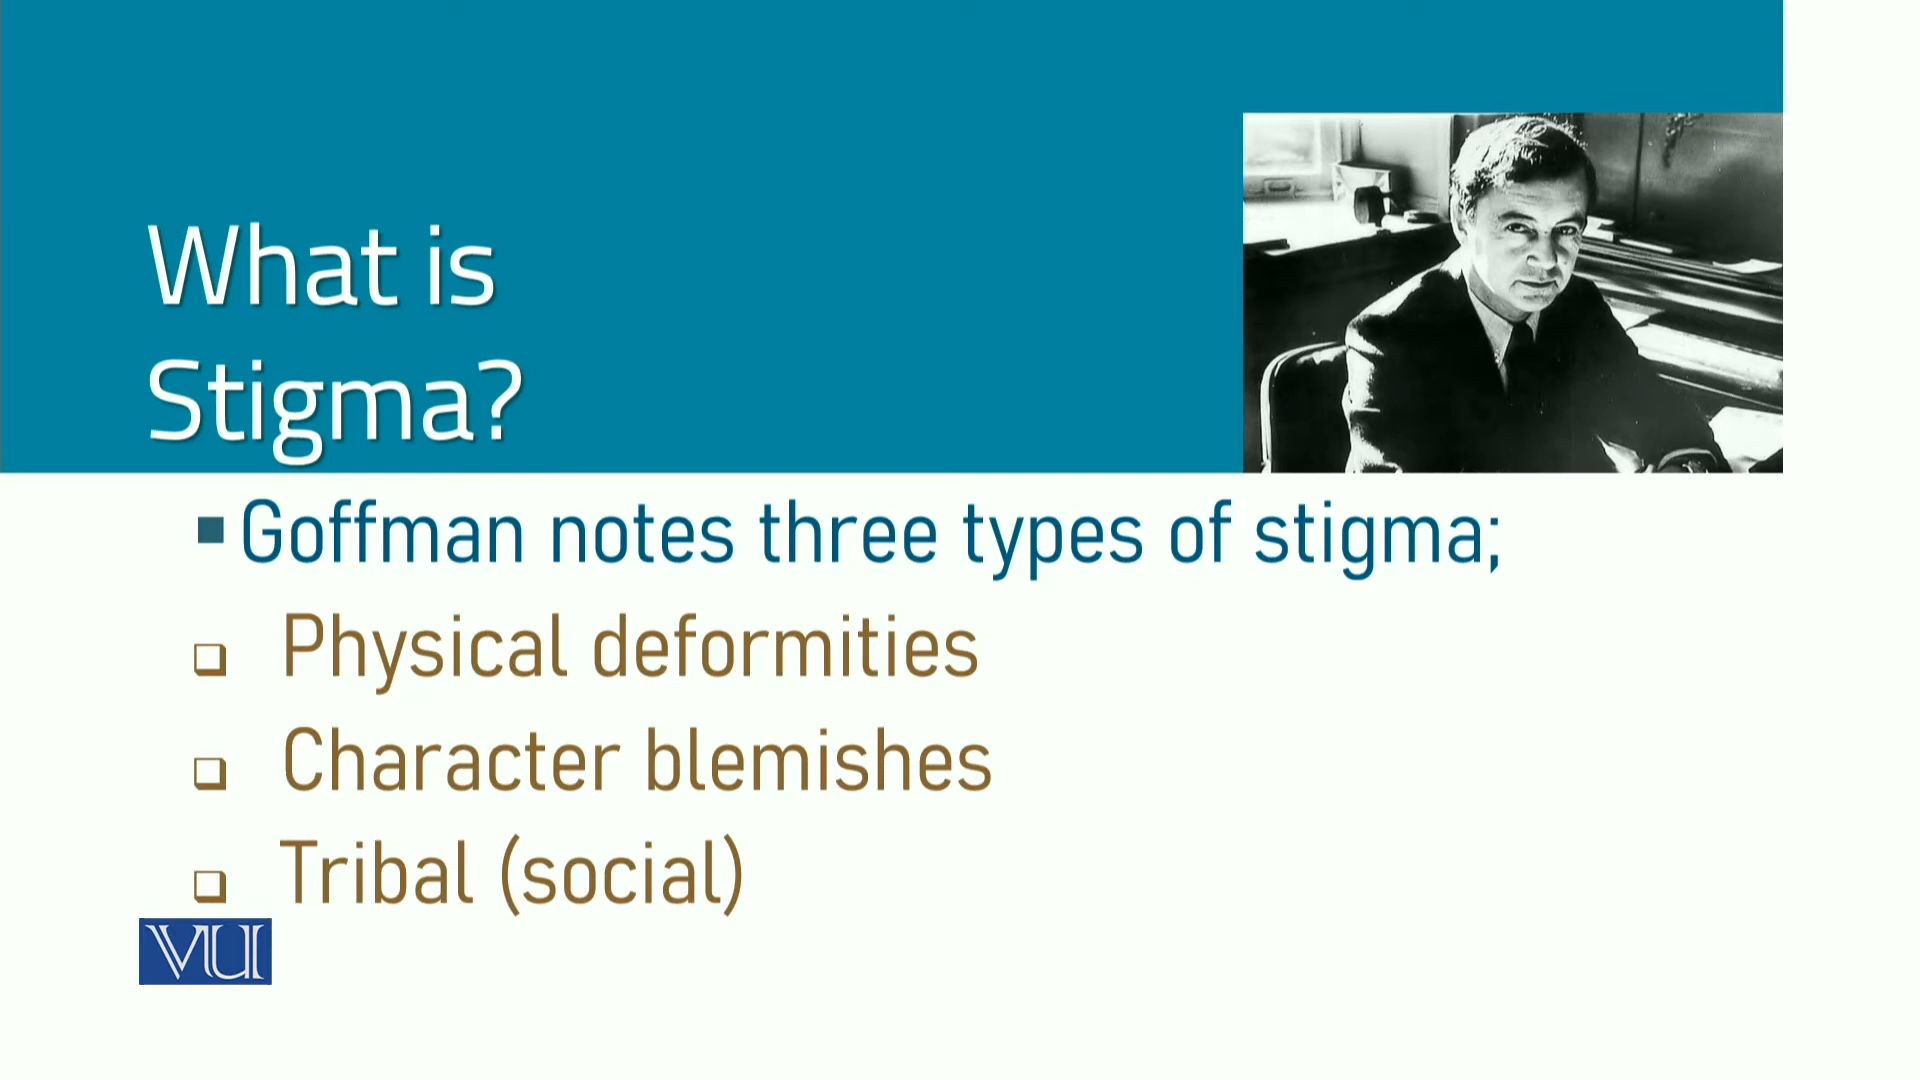 What is
Stigma?
Goffman notes three types of stigma;
Physical deformities
Character blemishes
Tribal (social)
VU